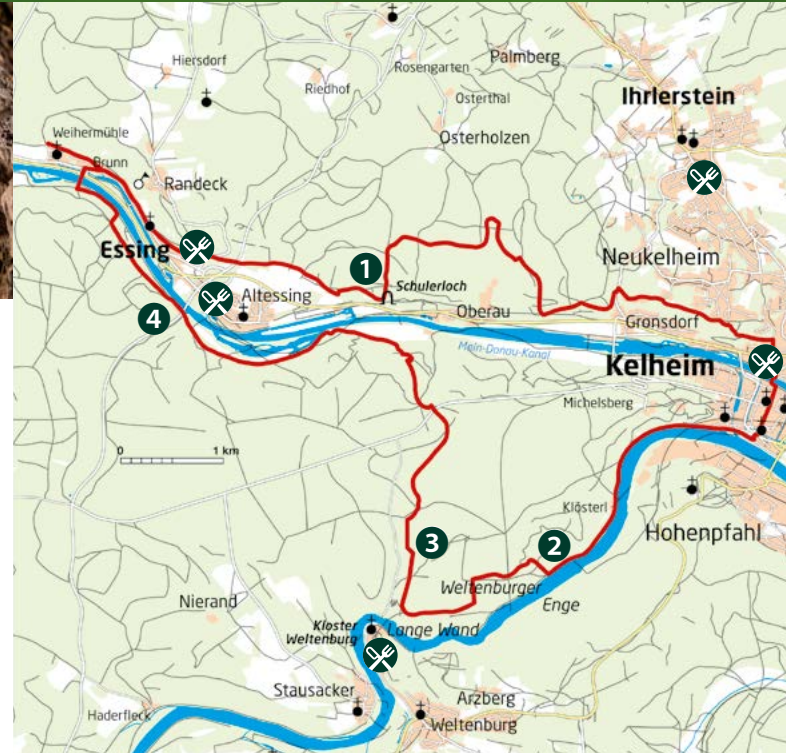 Hiersdorf
Palmberg
Rosengarten
Riedhof
Osterthal
Ihrlerstein
Weihermühle
Osterholzen
Brunn
Randeck
Essing
Neukelheim
1
Schulerloch
Altessing
Oberau
Gronsdorf
4
Main-Donau-Kanal
Kelheim
Michelsberg
0 1 km
Klösterl
3
2
Hohenpfahl
Weltenburger
Enge
Nierand
Kloster
Weltenburg
Lange Wand
Stausacker
Arzberg
Haderfleck
Weltenburg